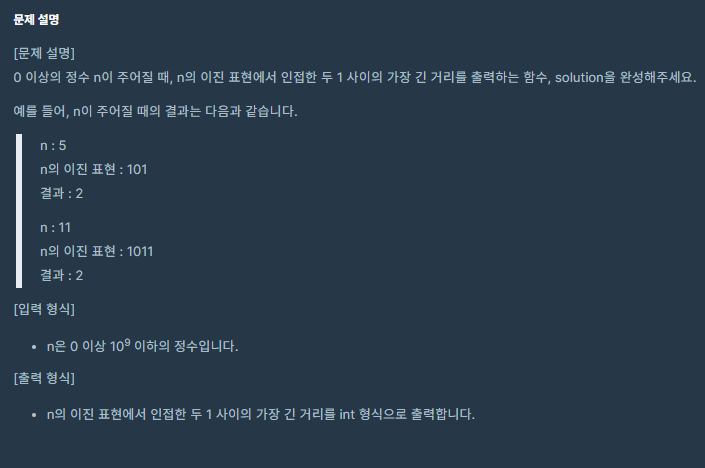 문제 설명
[문제 설명]
0 이상의 정수 n이 주어질 때, n의 이진 표현에서 인접한 두 1 사이의 가장 긴 거리를 출력하는 함수, solution을 완성해주세요.
예를 들어, n이 주어질 때의 결과는 다음과 같습니다.
n : 5
n의 이진 표현 : 101
결과 : 2
n : 11
n의 이진 표현 : 1011
결과 : 2
[입력 형식]
• n은 0 이상 10⁹ 이하의 정수입니다.
[출력 형식]
• n의 이진 표현에서 인접한 두 1 사이의 가장 긴 거리를 int 형식으로 출력합니다.